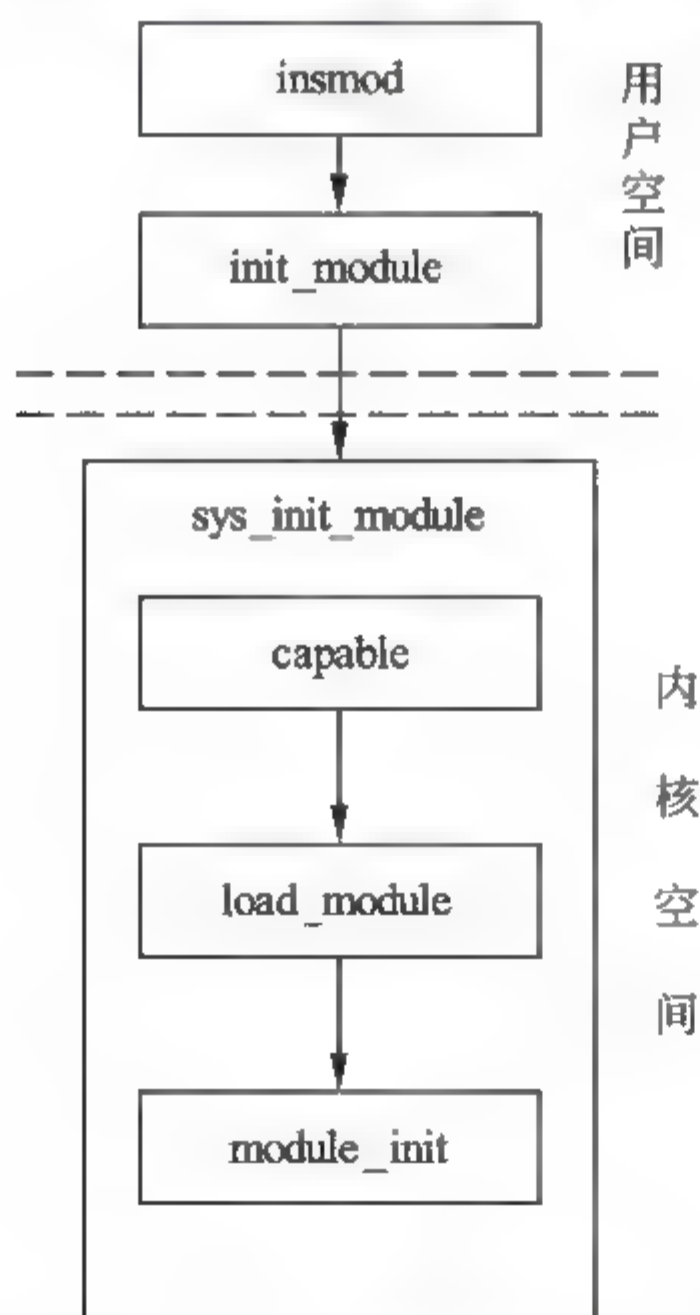 insmod
用户空间
init_module
sys_init_module
capable
内核空间
load_module
module_init